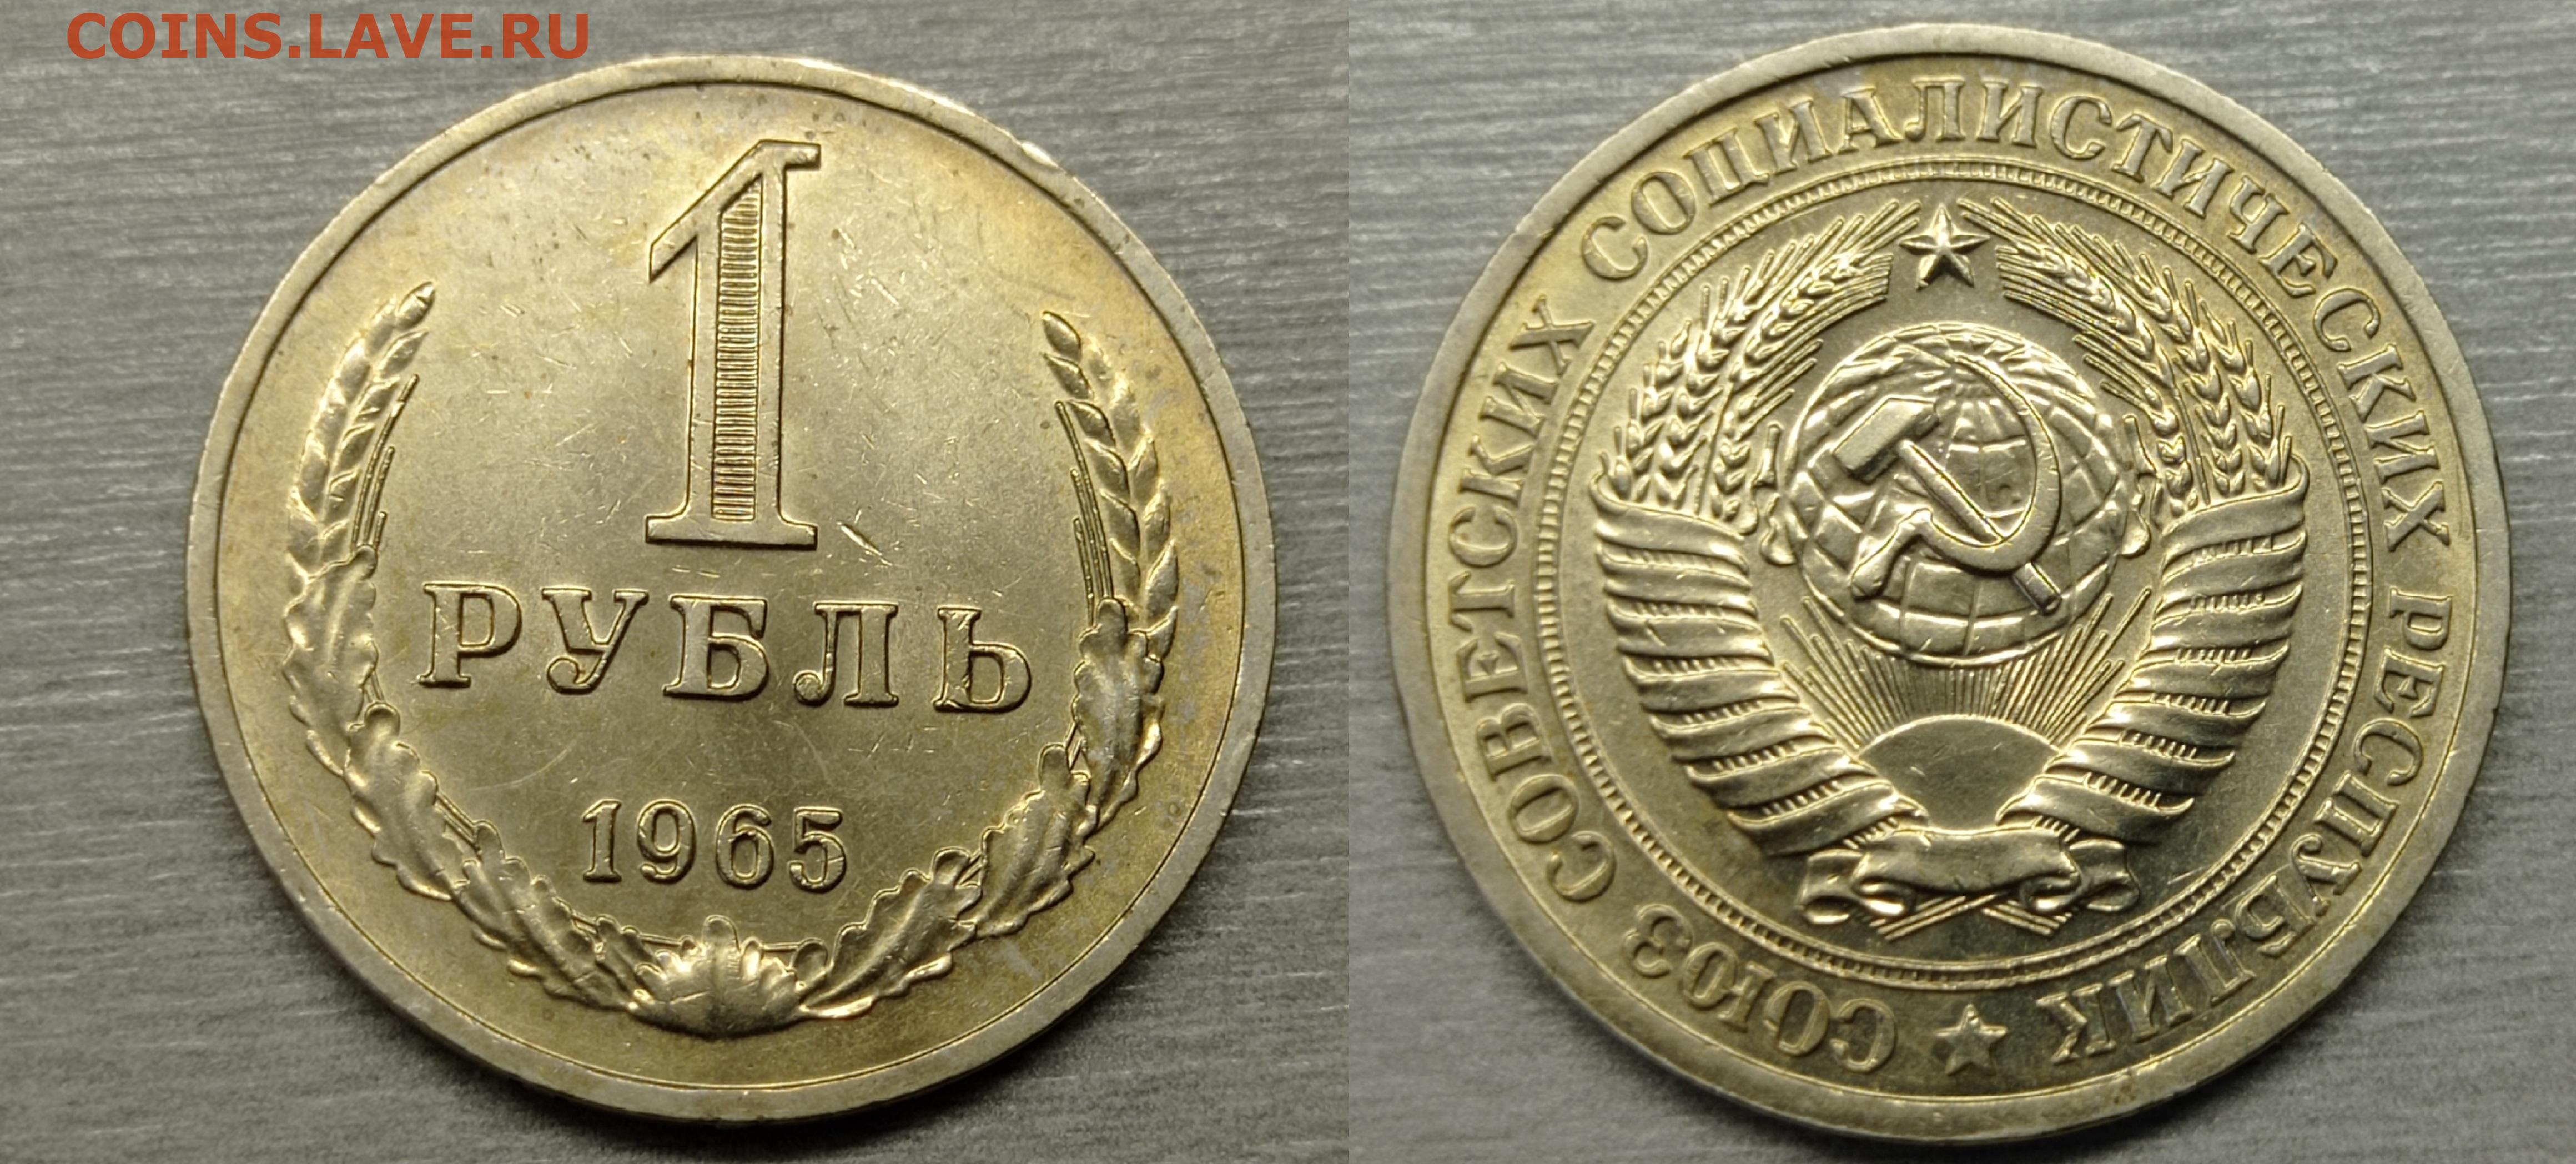 COINS.LAVE.RU
1
РУБЛЬ
1965
СОЮЗ СОВЕТСКИХ СОЦИАЛИСТИЧЕСКИХ РЕСПУБЛИК